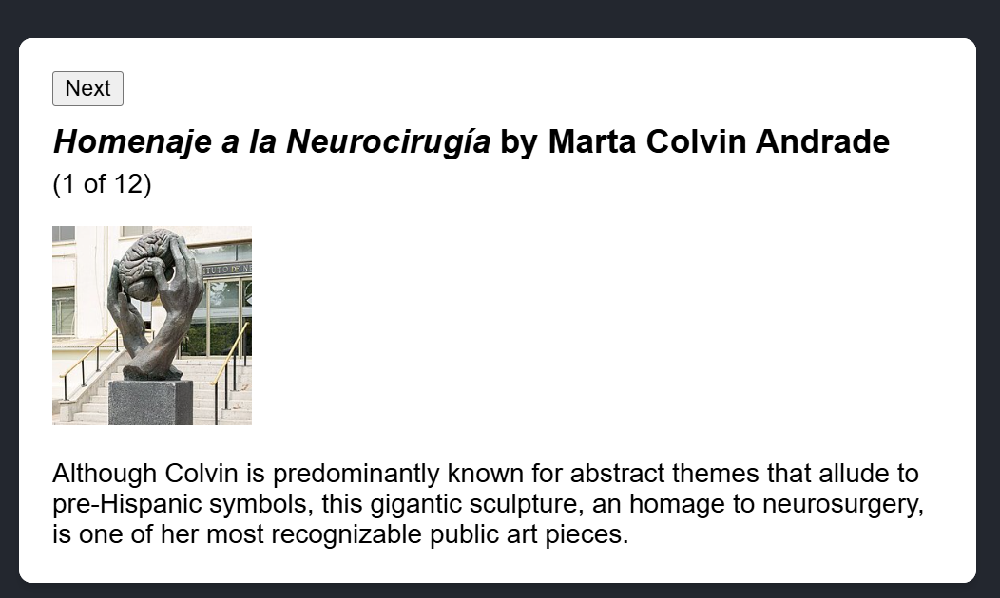 Next
Homenaje a la Neurocirugía by Marta Colvin Andrade
(1 of 12)
TUTO DE NE
Although Colvin is predominantly known for abstract themes that allude to
pre-Hispanic symbols, this gigantic sculpture, an homage to neurosurgery,
is one of her most recognizable public art pieces.